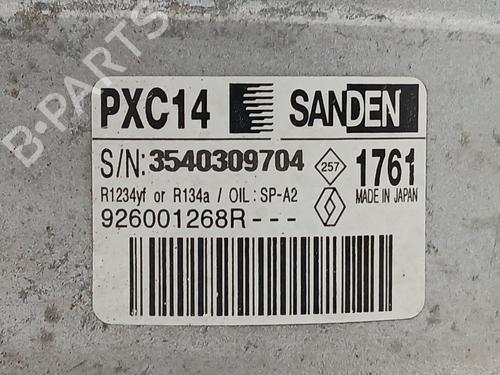 B-PARTS
PXC14 SANDEN
S/N: 3540309704 257 1761
R1234yf or R134a / OIL: SP-A2 MADE IN JAPAN
926001268R---